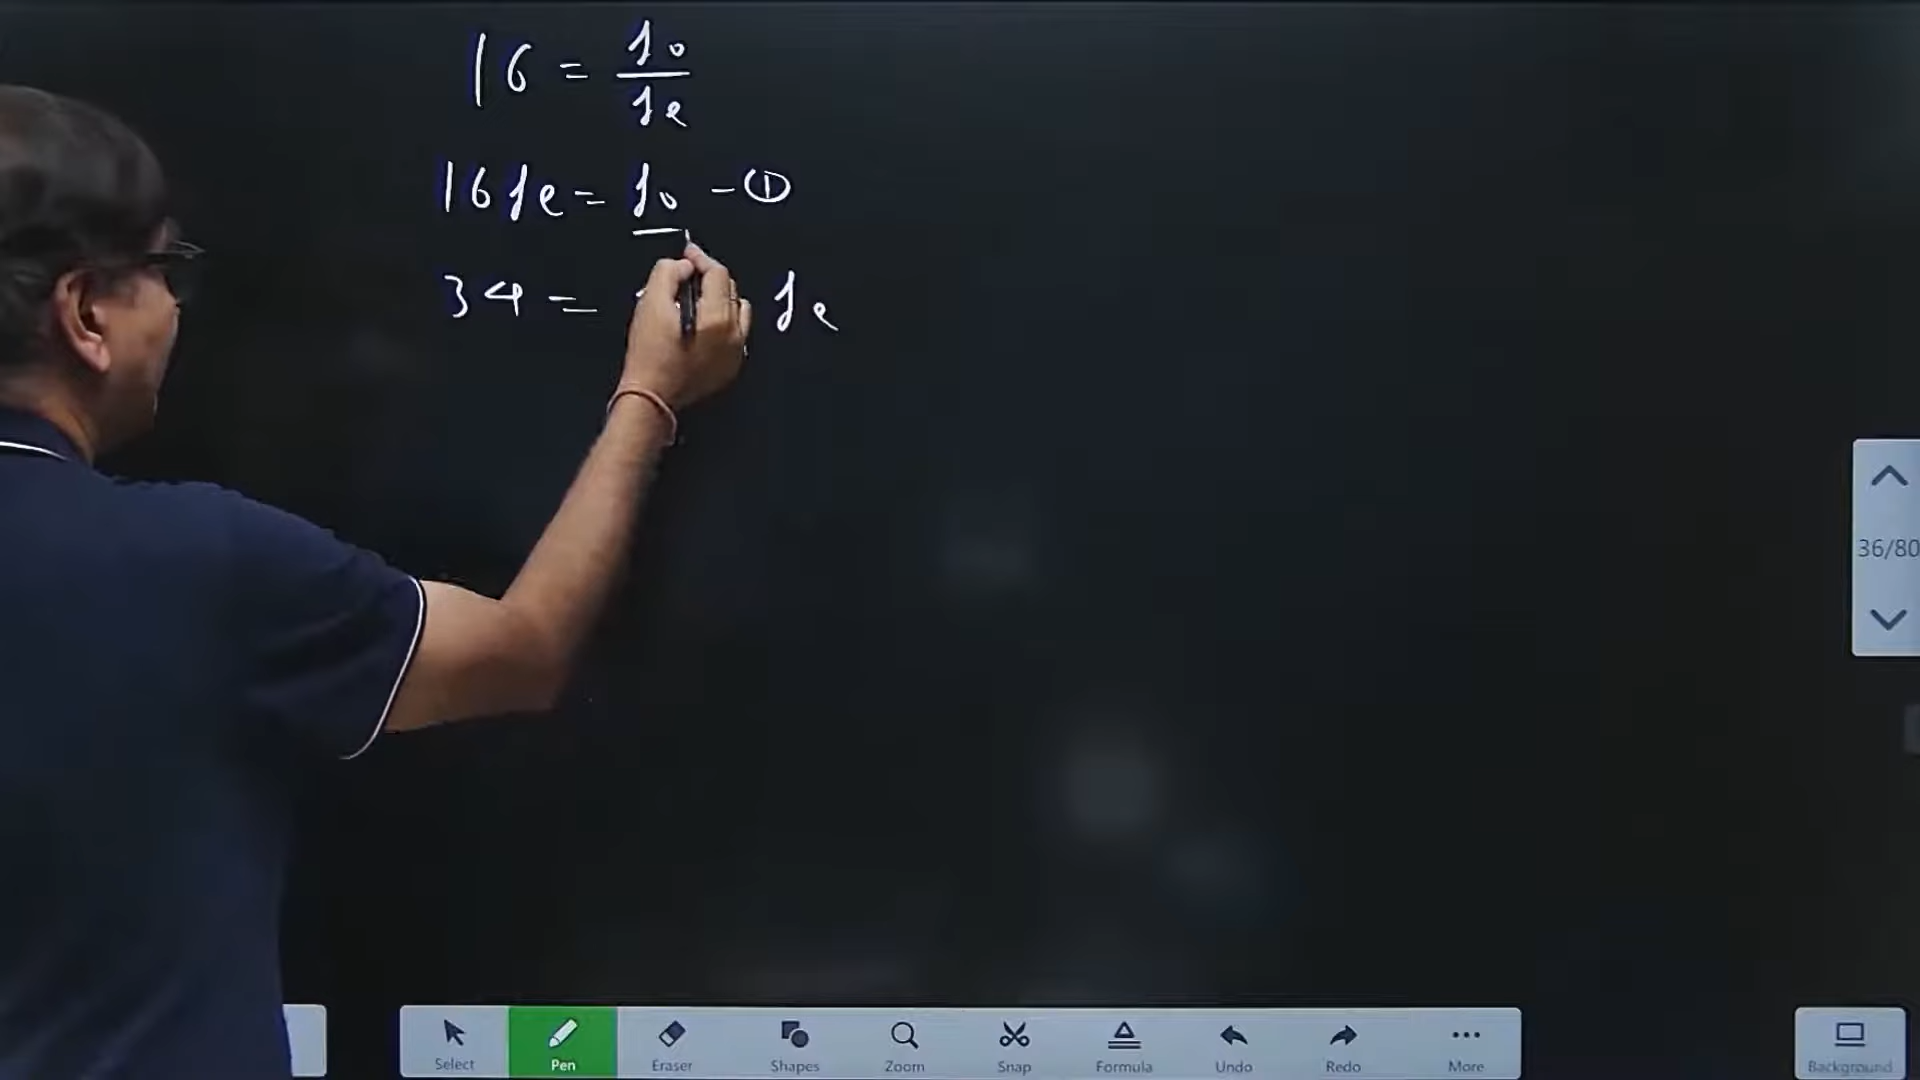 16 = fo/fe
16fe = fo - ①
34 = fe
36/80
Select Pen Eraser Shapes Zoom Snap Formula Undo Redo More Background